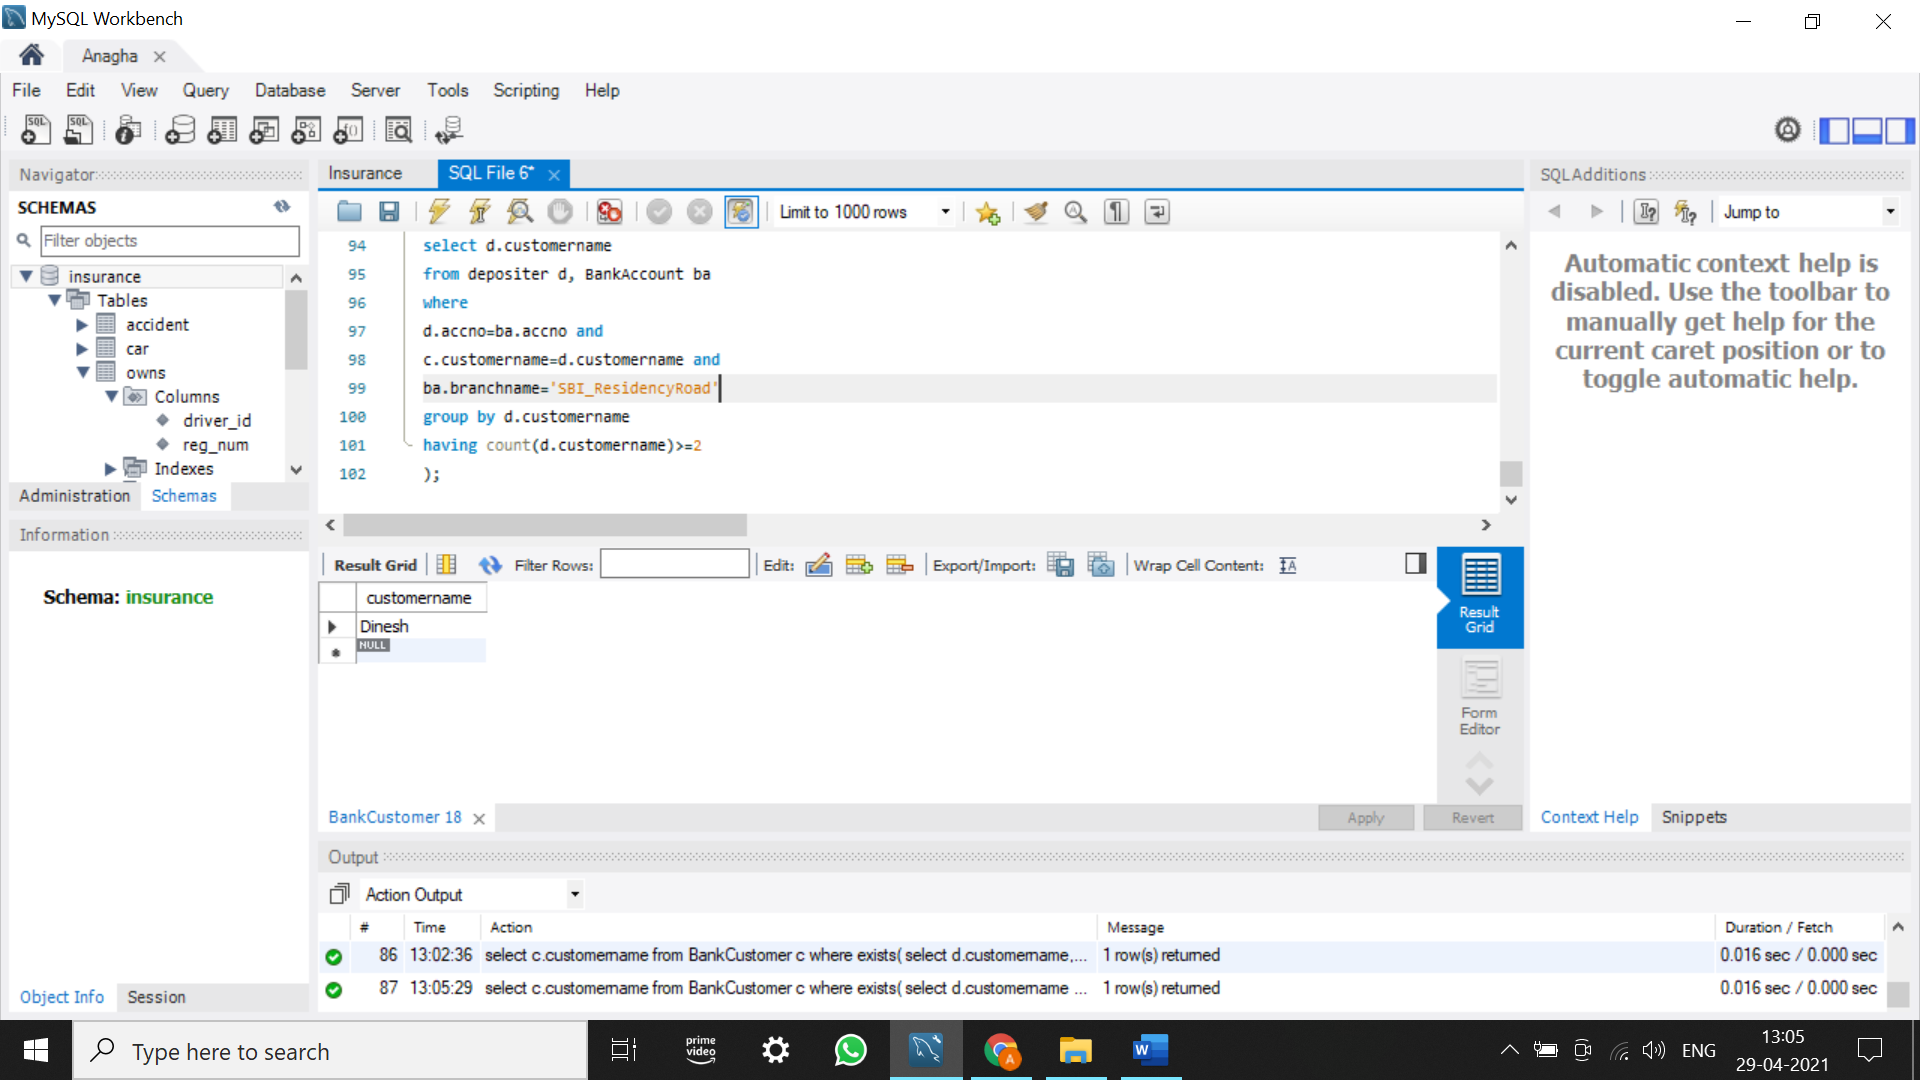 MySQL Workbench
Anagha
File Edit View Query Database Server Tools Scripting Help
Navigator
SCHEMAS
Filter objects
insurance
Tables
accident
car
owns
Columns
driver_id
reg_num
Indexes
Administration Schemas
Information
Schema: insurance
Object Info Session
Insurance SQL File 6*
Limit to 1000 rows
94 select d.customername
95 from depositer d, BankAccount ba
96 where
97 d.accno=ba.accno and
98 c.customername=d.customername and
99 ba.branchname='SBI_ResidencyRoad'
100 group by d.customername
101 having count(d.customername)>=2
102 );
Result Grid Filter Rows: Edit: Export/Import: Wrap Cell Content:
customername
Dinesh
NULL
Result
Grid
Form
Editor
BankCustomer 18
Apply Revert
SQLAdditions
Jump to
Automatic context help is
disabled. Use the toolbar to
manually get help for the
current caret position or to
toggle automatic help.
Context Help Snippets
Output
Action Output
# Time Action Message Duration / Fetch
86 13:02:36 select c.customername from BankCustomer c where exists( select d.customername,... 1 row(s) returned 0.016 sec / 0.000 sec
87 13:05:29 select c.customername from BankCustomer c where exists( select d.customername ... 1 row(s) returned 0.016 sec / 0.000 sec
Type here to search
prime
video
A
W
ENG
13:05
29-04-2021